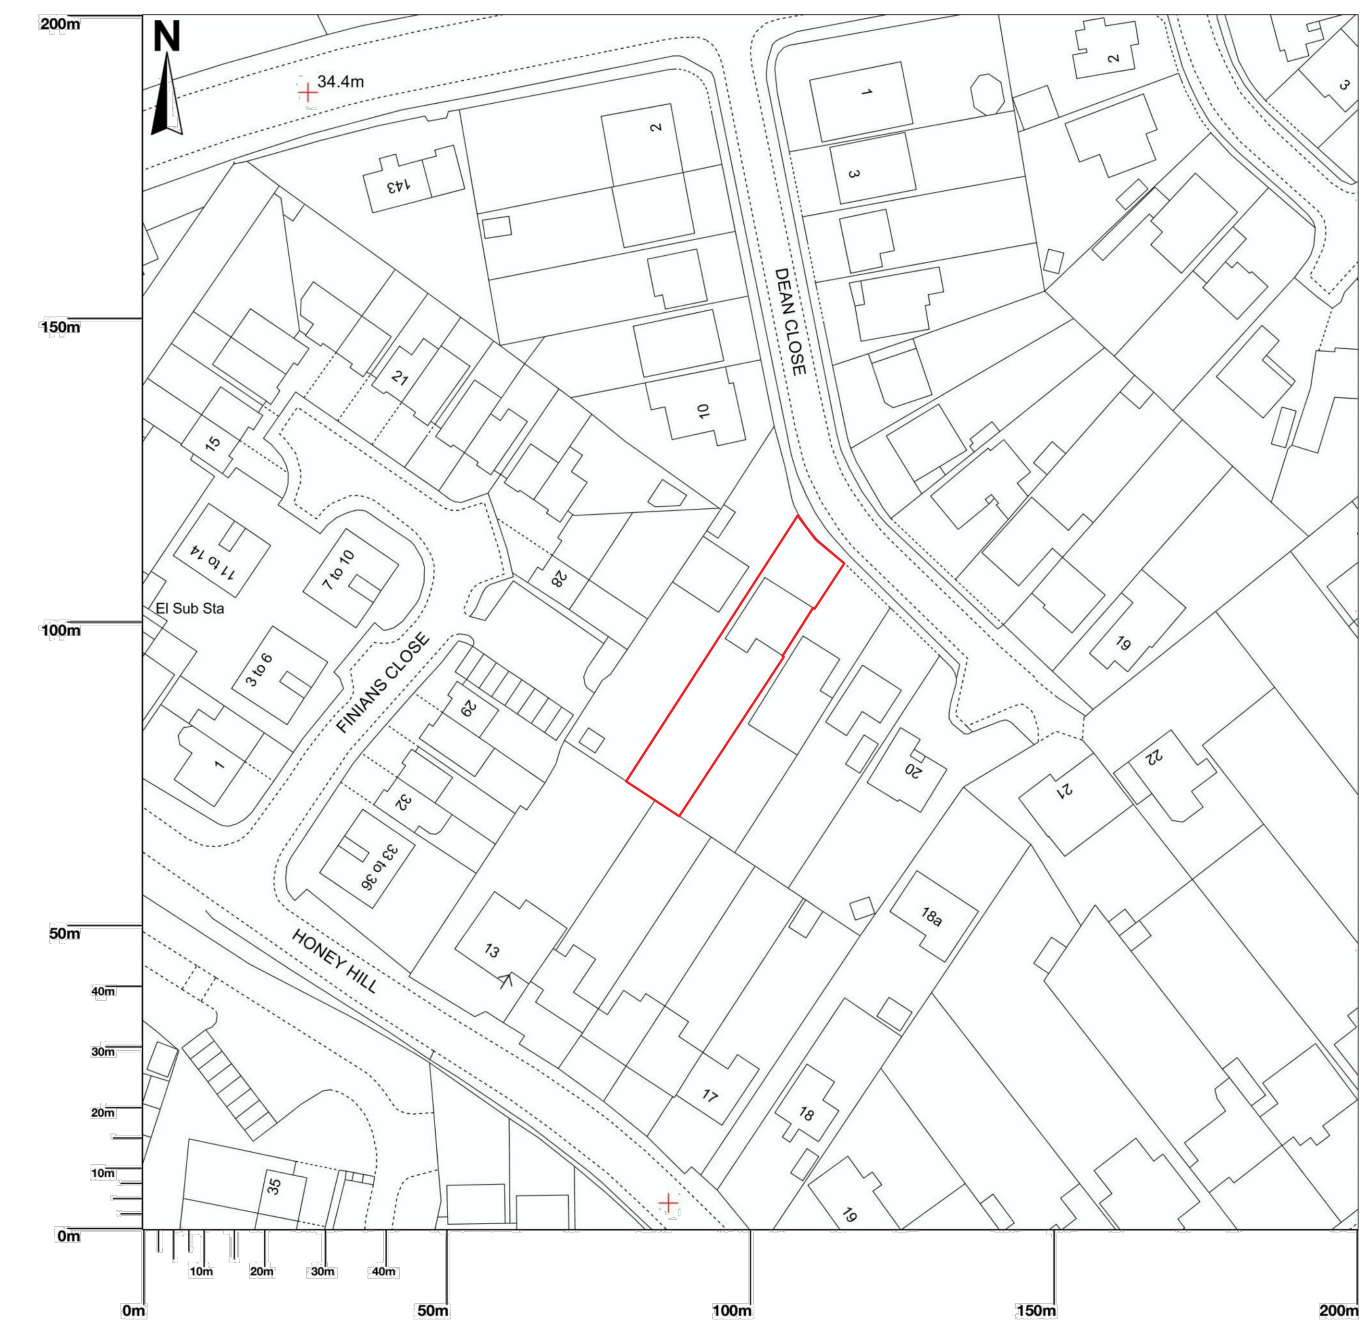 200m
N
34.4m
2
1
2
3
143
3
DEAN CLOSE
150m
21
10
15
11 to 14
7 to 10
28
El Sub Sta
100m
19
3 to 6
FINIANS CLOSE
29
1
20
22
21
32
33 to 36
18a
50m
13
HONEY HILL
40m
30m
17
20m
18
10m
35
19
0m
10m
20m
30m
40m
0m
50m
100m
150m
200m